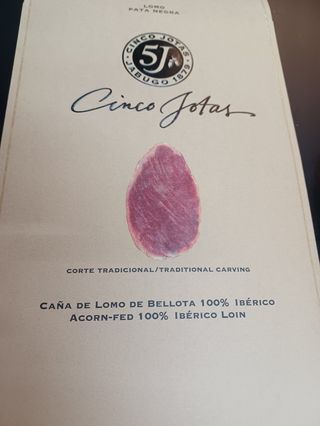 LOMO
PATA NEGRA
CINCO JOTAS
5J
JABUGO 1879
Cinco Jotas
CORTE TRADICIONAL/TRADITIONAL CARVING
CAÑA DE LOMO DE BELLOTA 100% IBÉRICO
ACORN-FED 100% IBÉRICO LOIN